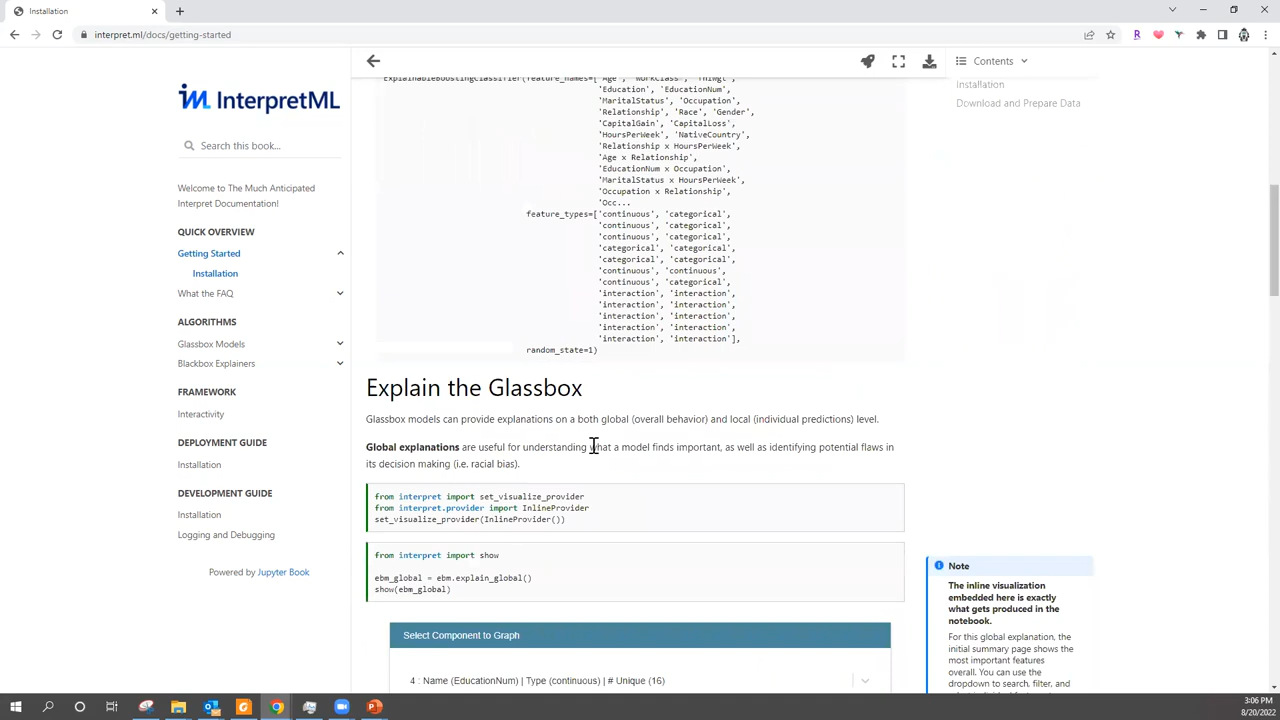 Installation
interpret.ml/docs/getting-started
InterpretML
Search this book...
Welcome to The Much Anticipated
Interpret Documentation!
QUICK OVERVIEW
Getting Started
Installation
What the FAQ
ALGORITHMS
Glassbox Models
Blackbox Explainers
FRAMEWORK
Interactivity
DEPLOYMENT GUIDE
Installation
DEVELOPMENT GUIDE
Installation
Logging and Debugging
Powered by Jupyter Book
ExplainableBoostingClassifier(feature_names=['Age', 'WorkClass', 'fnlwgt',
'Education', 'EducationNum',
'MaritalStatus', 'Occupation',
'Relationship', 'Race', 'Gender',
'CapitalGain', 'CapitalLoss',
'HoursPerWeek', 'NativeCountry',
'Relationship x HoursPerWeek',
'Age x Relationship',
'EducationNum x Occupation',
'MaritalStatus x HoursPerWeek',
'Occupation x Relationship',
'Occ...
feature_types=['continuous', 'categorical',
'continuous', 'categorical',
'continuous', 'categorical',
'categorical', 'categorical',
'categorical', 'categorical',
'continuous', 'continuous',
'continuous', 'categorical',
'interaction', 'interaction',
'interaction', 'interaction',
'interaction', 'interaction',
'interaction', 'interaction',
'interaction', 'interaction'],
random_state=1)
Explain the Glassbox
Glassbox models can provide explanations on a both global (overall behavior) and local (individual predictions) level.
Global explanations are useful for understanding what a model finds important, as well as identifying potential flaws in
its decision making (i.e. racial bias).
from interpret import set_visualize_provider
from interpret.provider import InlineProvider
set_visualize_provider(InlineProvider())
from interpret import show
ebm_global = ebm.explain_global()
show(ebm_global)
Select Component to Graph
4 : Name (EducationNum) | Type (continuous) | # Unique (16)
Contents
Installation
Download and Prepare Data
Note
The inline visualization
embedded here is exactly
what gets produced in the
notebook.
For this global explanation, the
initial summary page shows the
most important features
overall. You can use the
dropdown to search, filter, and
3:06 PM
8/20/2022